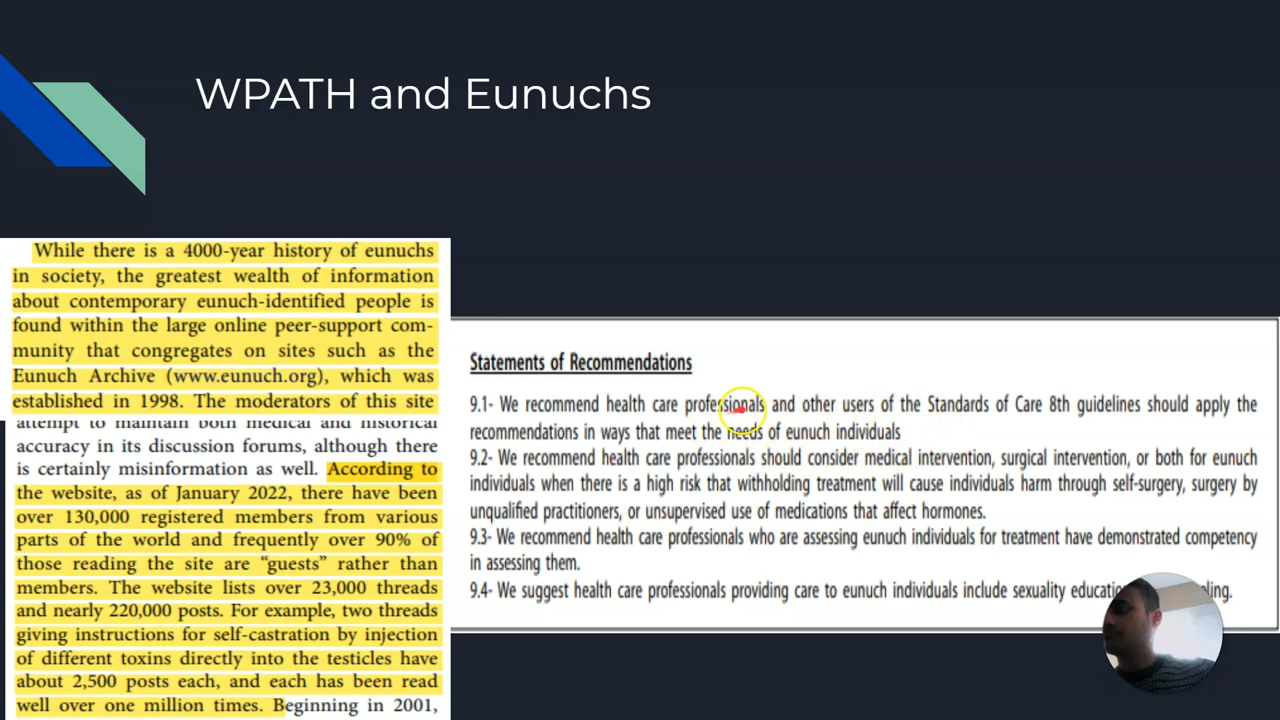 WPATH and Eunuchs
While there is a 4000-year history of eunuchs
in society, the greatest wealth of information
about contemporary eunuch-identified people is
found within the large online peer-support com-
munity that congregates on sites such as the
Eunuch Archive (www.eunuch.org), which was
established in 1998. The moderators of this site
attempt to maintain both medical and historical
accuracy in its discussion forums, although there
is certainly misinformation as well. According to
the website, as of January 2022, there have been
over 130,000 registered members from various
parts of the world and frequently over 90% of
those reading the site are “guests” rather than
members. The website lists over 23,000 threads
and nearly 220,000 posts. For example, two threads
giving instructions for self-castration by injection
of different toxins directly into the testicles have
about 2,500 posts each, and each has been read
well over one million times. Beginning in 2001,
Statements of Recommendations
9.1- We recommend health care professionals and other users of the Standards of Care 8th guidelines should apply the
recommendations in ways that meet the needs of eunuch individuals
9.2- We recommend health care professionals should consider medical intervention, surgical intervention, or both for eunuch
individuals when there is a high risk that withholding treatment will cause individuals harm through self-surgery, surgery by
unqualified practitioners, or unsupervised use of medications that affect hormones.
9.3- We recommend health care professionals who are assessing eunuch individuals for treatment have demonstrated competency
in assessing them.
9.4- We suggest health care professionals providing care to eunuch individuals include sexuality